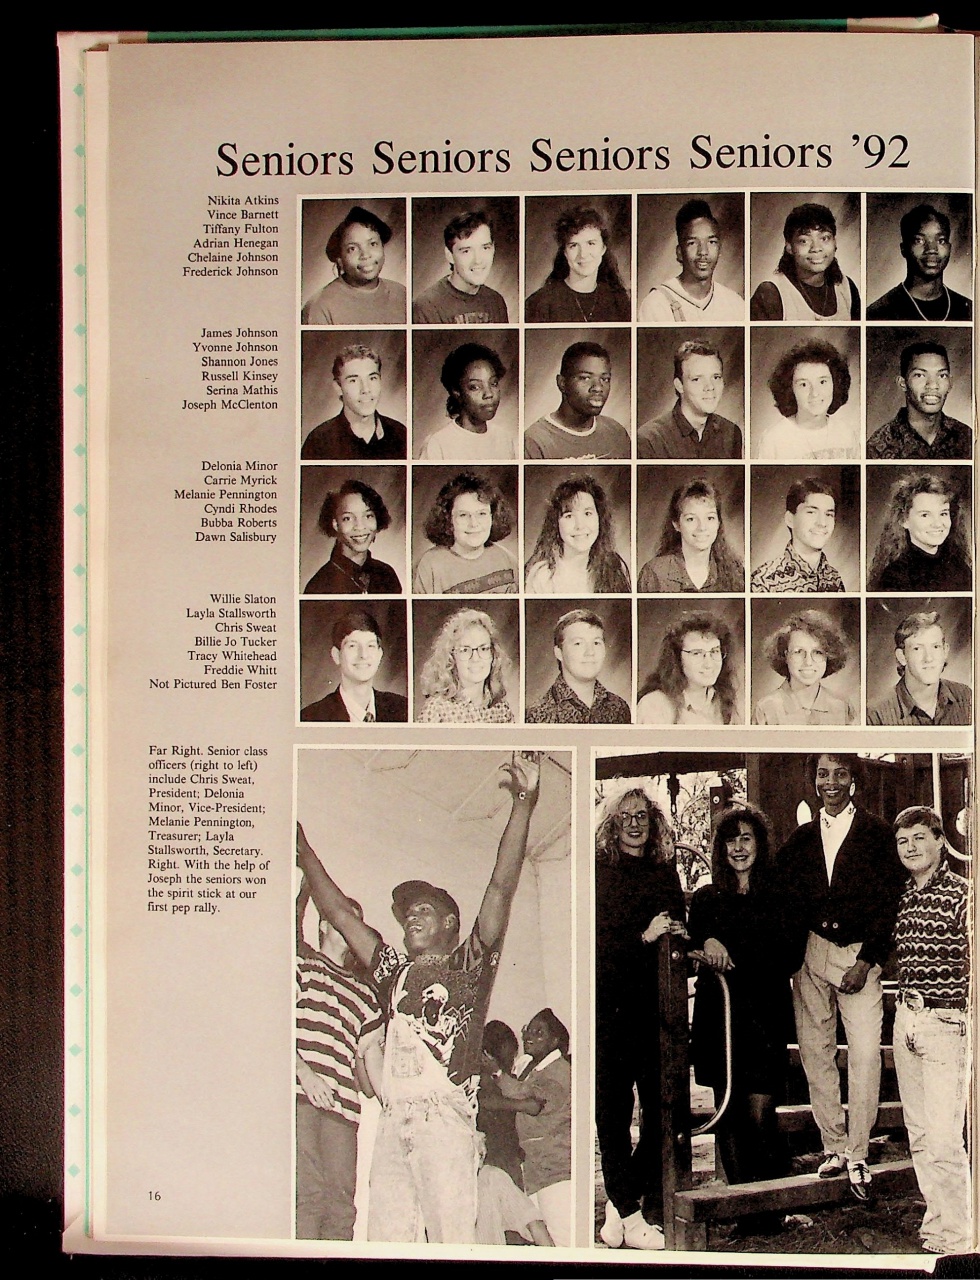 Seniors Seniors Seniors Seniors '92
Nikita Atkins
Vince Barnett
Tiffany Fulton
Adrian Henegan
Chelaine Johnson
Frederick Johnson
James Johnson
Yvonne Johnson
Shannon Jones
Russell Kinsey
Serina Mathis
Joseph McClenton
Delonia Minor
Carrie Myrick
Melanie Pennington
Cyndi Rhodes
Bubba Roberts
Dawn Salisbury
Willie Slaton
Layla Stallsworth
Chris Sweat
Billie Jo Tucker
Tracy Whitehead
Freddie Whitt
Not Pictured Ben Foster
Far Right. Senior class
officers (right to left)
include Chris Sweat,
President; Delonia
Minor, Vice-President;
Melanie Pennington,
Treasurer; Layla
Stallsworth, Secretary.
Right. With the help of
Joseph the seniors won
the spirit stick at our
first pep rally.
16